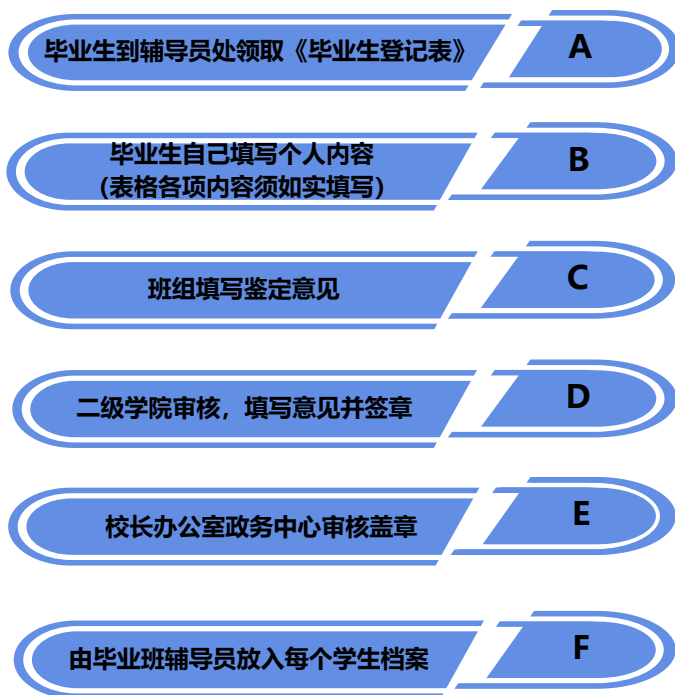 毕业生到辅导员处领取《毕业生登记表》 A
毕业生自己填写个人内容 B
（表格各项内容须如实填写）
班组填写鉴定意见 C
二级学院审核，填写意见并签章 D
校长办公室政务中心审核盖章 E
由毕业班辅导员放入每个学生档案 F